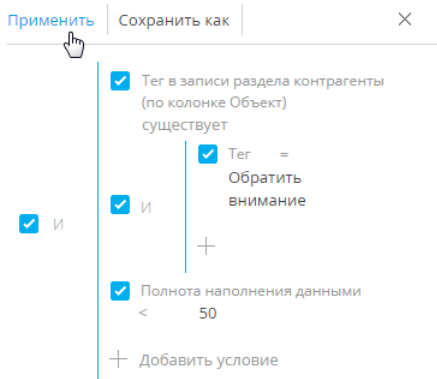 Применить Сохранить как
Тег в записи раздела контрагенты
(по колонке Объект)
существует
Тег =
Обратить
внимание
И
И
Полнота наполнения данными
< 50
Добавить условие